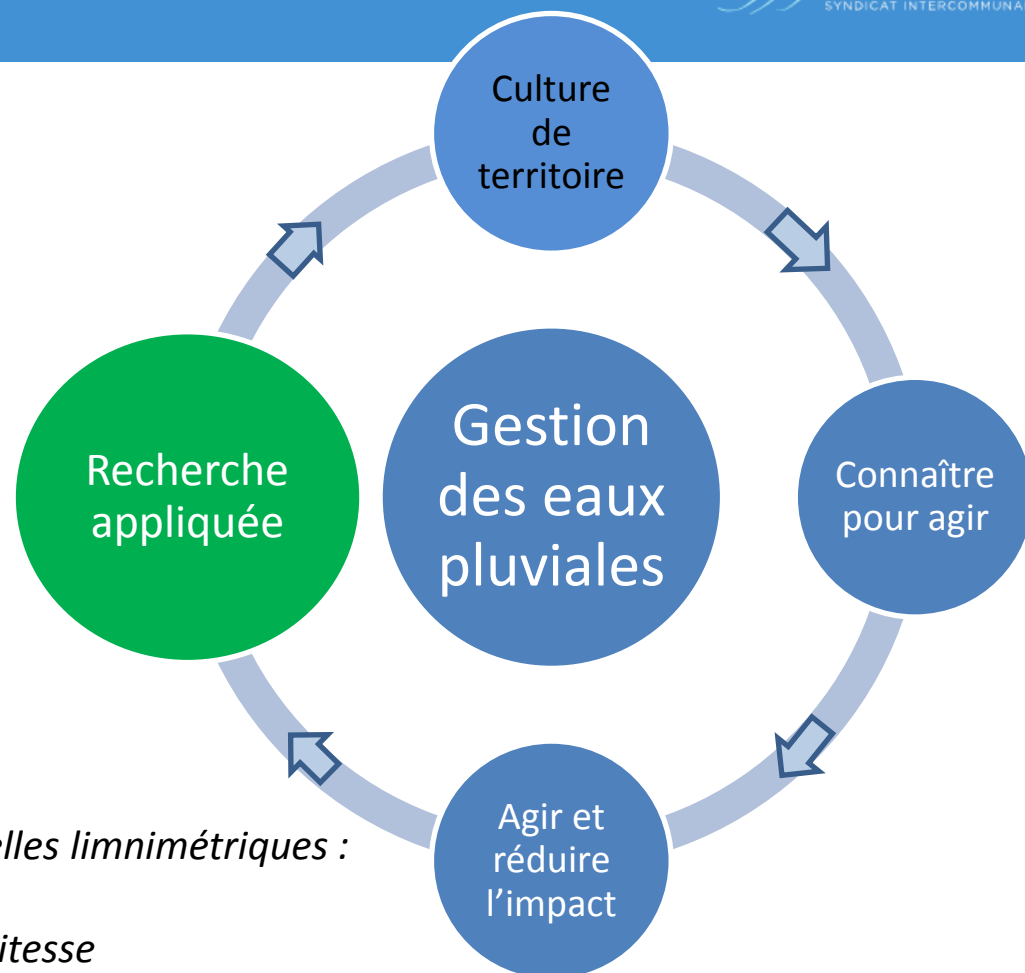 SYNDICAT INTERCOMMUNA
Culture
de
territoire
Recherche
appliquée
Gestion
des eaux
pluviales
Connaître
pour agir
Agir et
réduire
l’impact
elles limnimétriques :
itesse